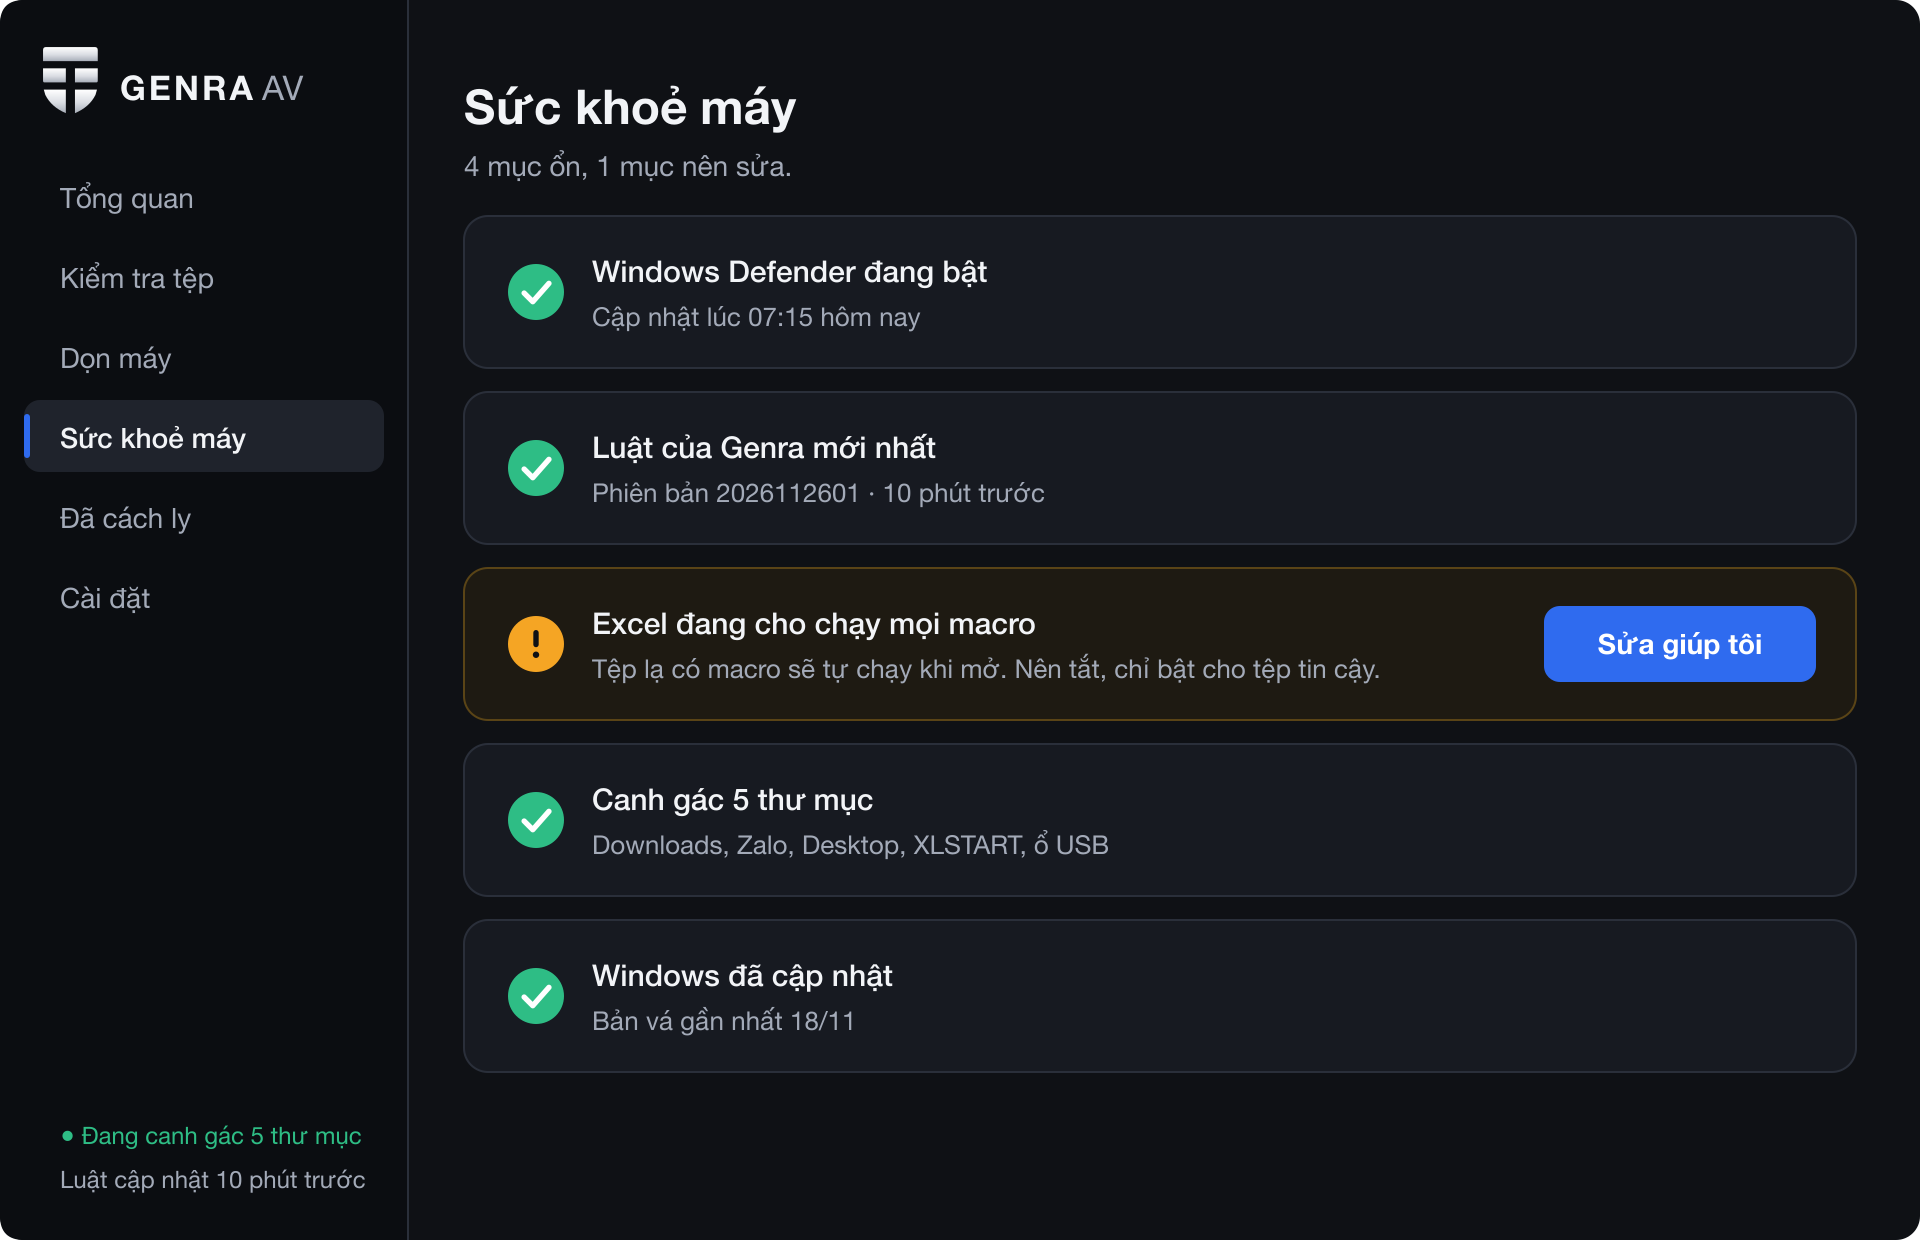 GENRA AV
Tổng quan
Kiểm tra tệp
Dọn máy
Sức khoẻ máy
Đã cách ly
Cài đặt
Đang canh gác 5 thư mục
Luật cập nhật 10 phút trước
Sức khoẻ máy
4 mục ổn, 1 mục nên sửa.
Windows Defender đang bật
Cập nhật lúc 07:15 hôm nay
Luật của Genra mới nhất
Phiên bản 2026112601 · 10 phút trước
Excel đang cho chạy mọi macro
Tệp lạ có macro sẽ tự chạy khi mở. Nên tắt, chỉ bật cho tệp tin cậy.
Sửa giúp tôi
Canh gác 5 thư mục
Downloads, Zalo, Desktop, XLSTART, ổ USB
Windows đã cập nhật
Bản vá gần nhất 18/11